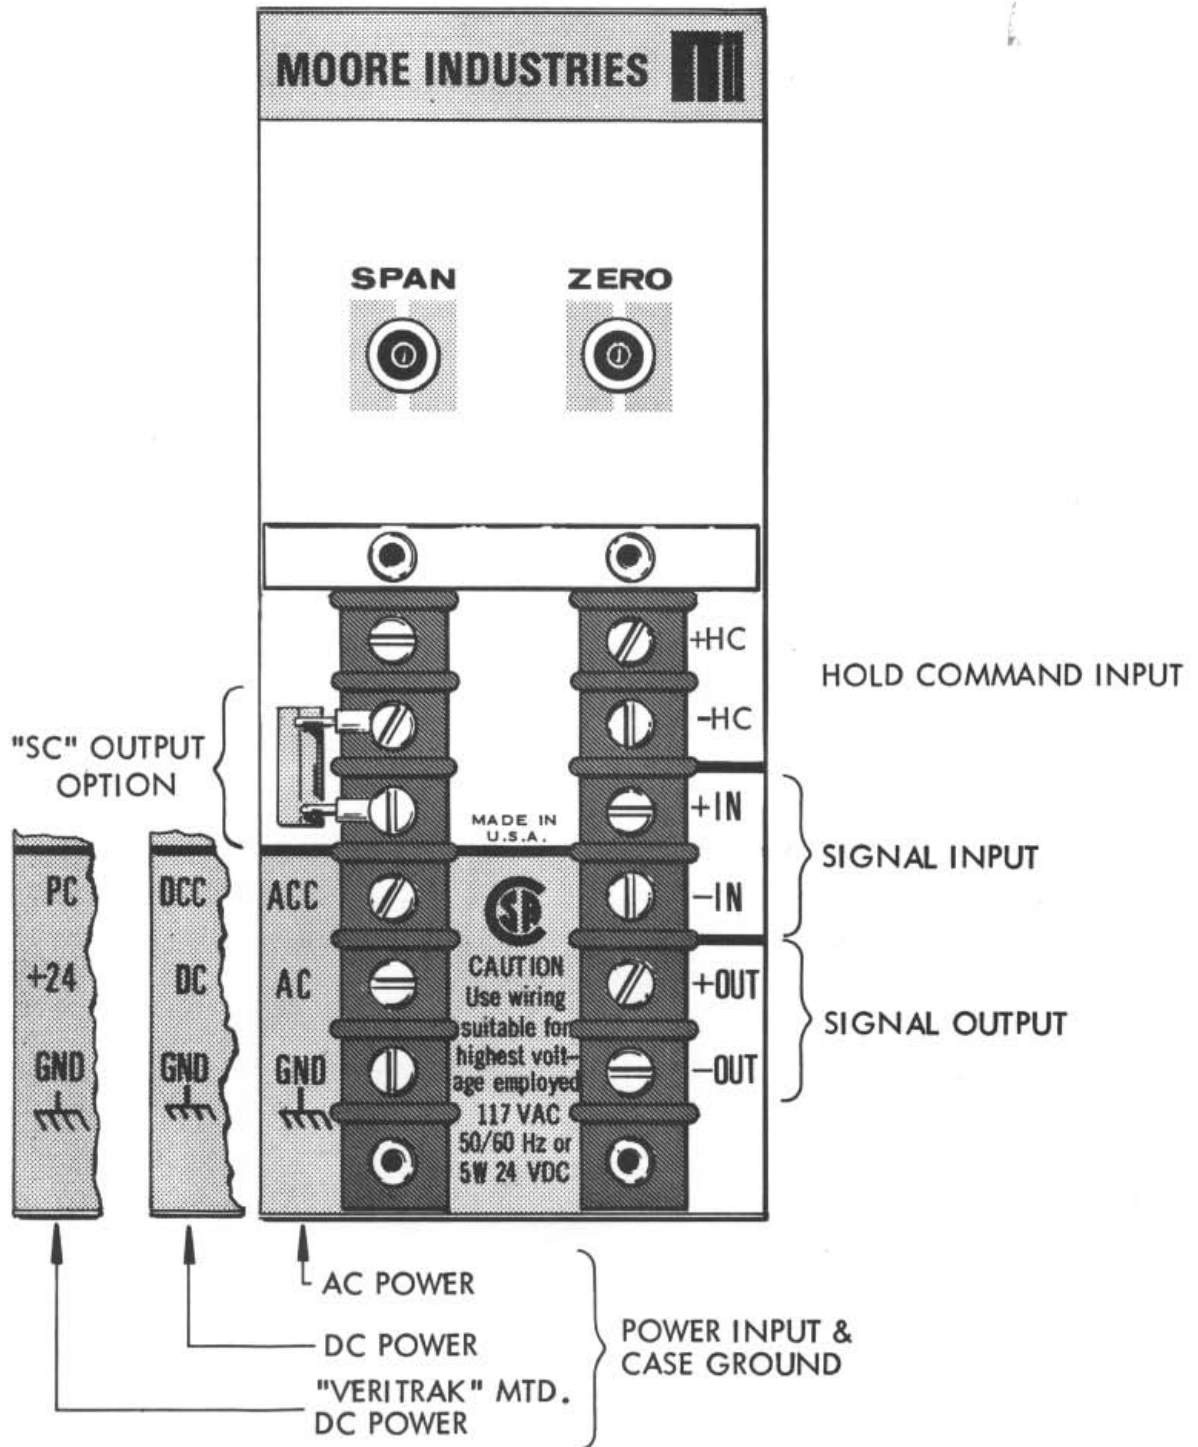 MOORE INDUSTRIES
SPAN
ZERO
+HC
-HC
HOLD COMMAND INPUT
"SC" OUTPUT
OPTION
MADE IN
U.S.A.
+IN
-IN
SIGNAL INPUT
PC
+24
GND
DCC
DC
GND
ACC
AC
GND
CSA
CAUTION
Use wiring
suitable for
highest volt-
age employed
117 VAC
50/60 Hz or
5W 24 VDC
+OUT
-OUT
SIGNAL OUTPUT
AC POWER
DC POWER
"VERITRAK" MTD.
DC POWER
POWER INPUT &
CASE GROUND